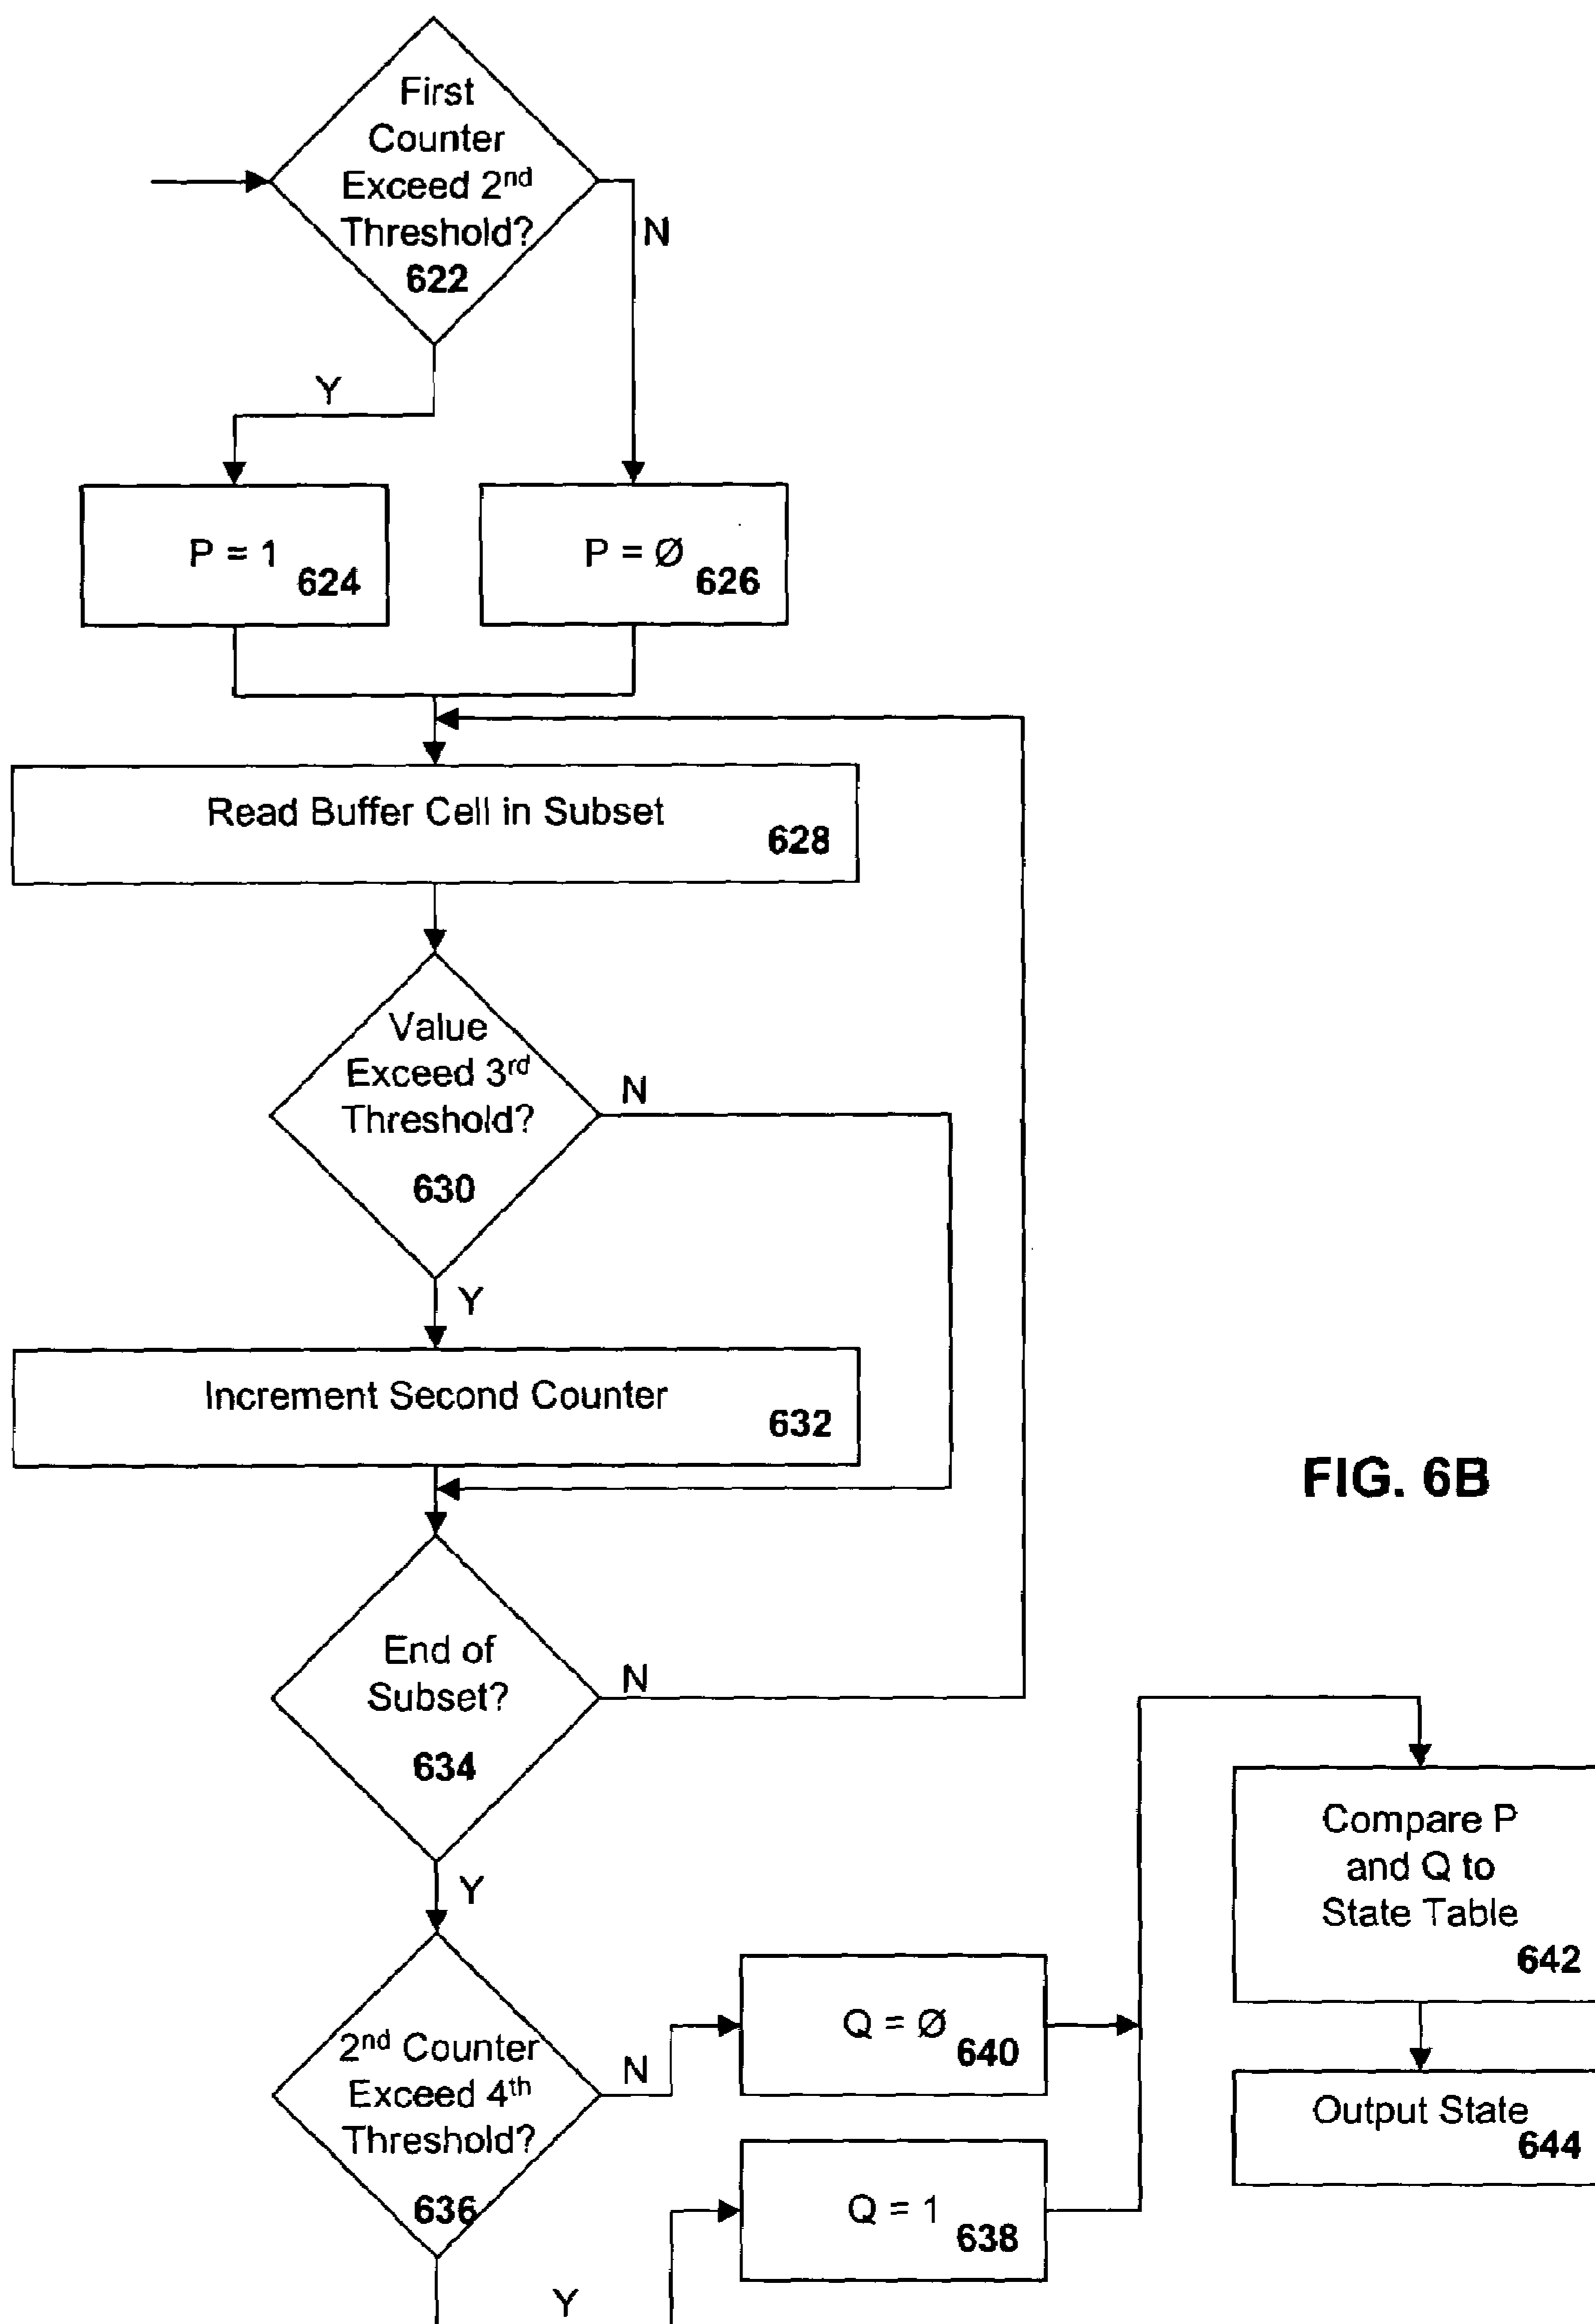 First
Counter
Exceed 2nd
Threshold?
622
N
Y
P = 1
624
P = Ø
626
Read Buffer Cell in Subset
628
Value
Exceed 3rd
Threshold?
630
N
Y
Increment Second Counter
632
FIG. 6B
End of
Subset?
634
N
Y
Compare P
and Q to
State Table
642
2nd Counter
Exceed 4th
Threshold?
636
N
Q = Ø
640
Output State
644
Q = 1
638
Y